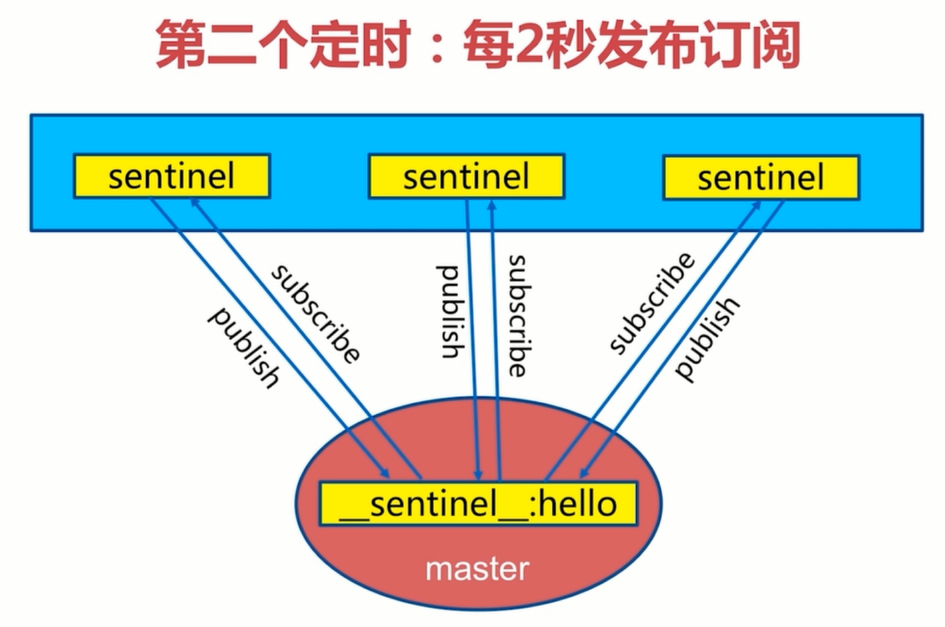 第二个定时：每2秒发布订阅
sentinel
sentinel
sentinel
publish
subscribe
publish
subscribe
subscribe
publish
__sentinel__:hello
master